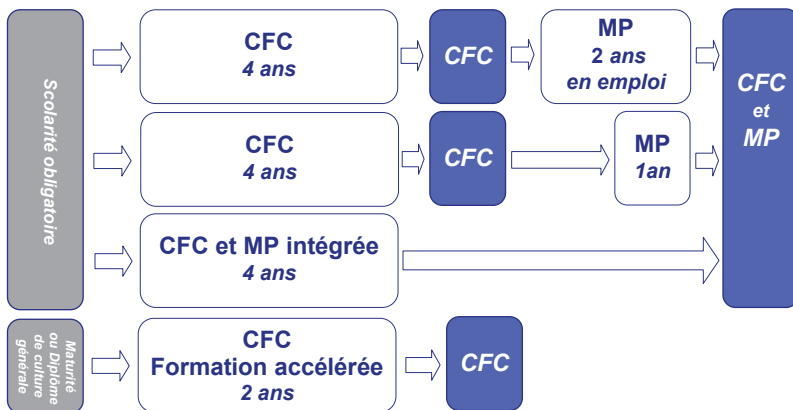 Scolarité obligatoire
CFC
4 ans
CFC
MP
2 ans
en emploi
CFC
et
MP
CFC
4 ans
CFC
MP
1an
CFC et MP intégrée
4 ans
Maturité
ou Diplôme
de culture
générale
CFC
Formation accélérée
2 ans
CFC